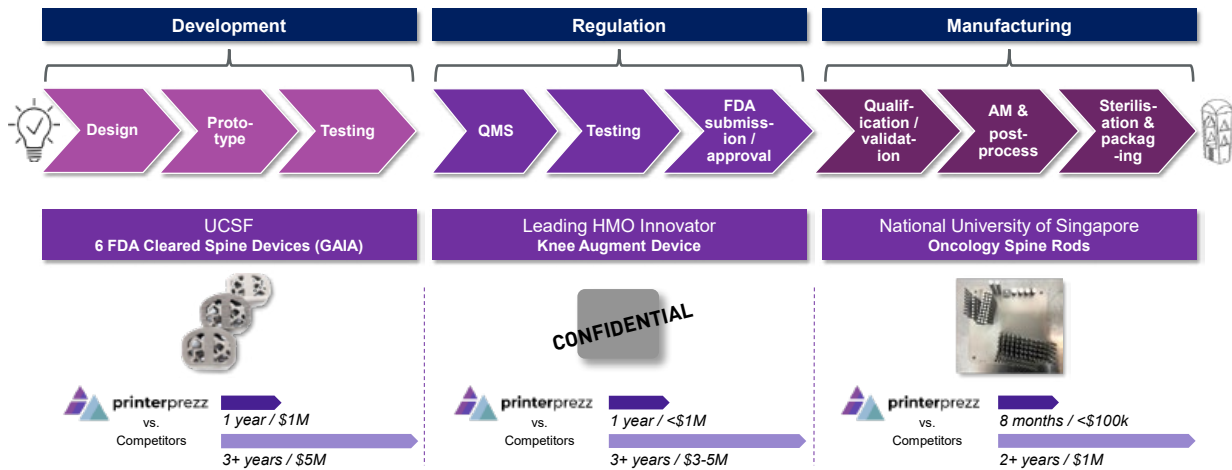 Development
Regulation
Manufacturing
Design
Proto-
type
Testing
QMS
Testing
FDA
submiss-
ion /
approval
Qualif-
ication /
validat-
ion
AM &
post-
process
Sterilis-
ation &
packag
-ing
UCSF
6 FDA Cleared Spine Devices (GAIA)
Leading HMO Innovator
Knee Augment Device
National University of Singapore
Oncology Spine Rods
CONFIDENTIAL
printerprezz
vs.
Competitors
1 year / $1M
3+ years / $5M
printerprezz
vs.
Competitors
1 year / <$1M
3+ years / $3-5M
printerprezz
vs.
Competitors
8 months / <$100k
2+ years / $1M